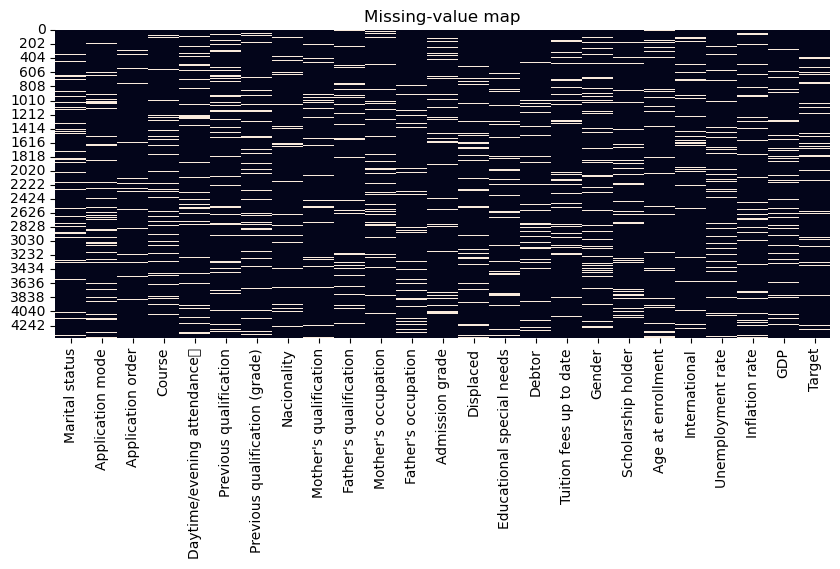 Missing-value map
0
202
404
606
808
1010
1212
1414
1616
1818
2020
2222
2424
2626
2828
3030
3232
3434
3636
3838
4040
4242
Marital status
Application mode
Application order
Course
Daytime/evening attendance▯
Previous qualification
Previous qualification (grade)
Nacionality
Mother's qualification
Father's qualification
Mother's occupation
Father's occupation
Admission grade
Displaced
Educational special needs
Debtor
Tuition fees up to date
Gender
Scholarship holder
Age at enrollment
International
Unemployment rate
Inflation rate
GDP
Target